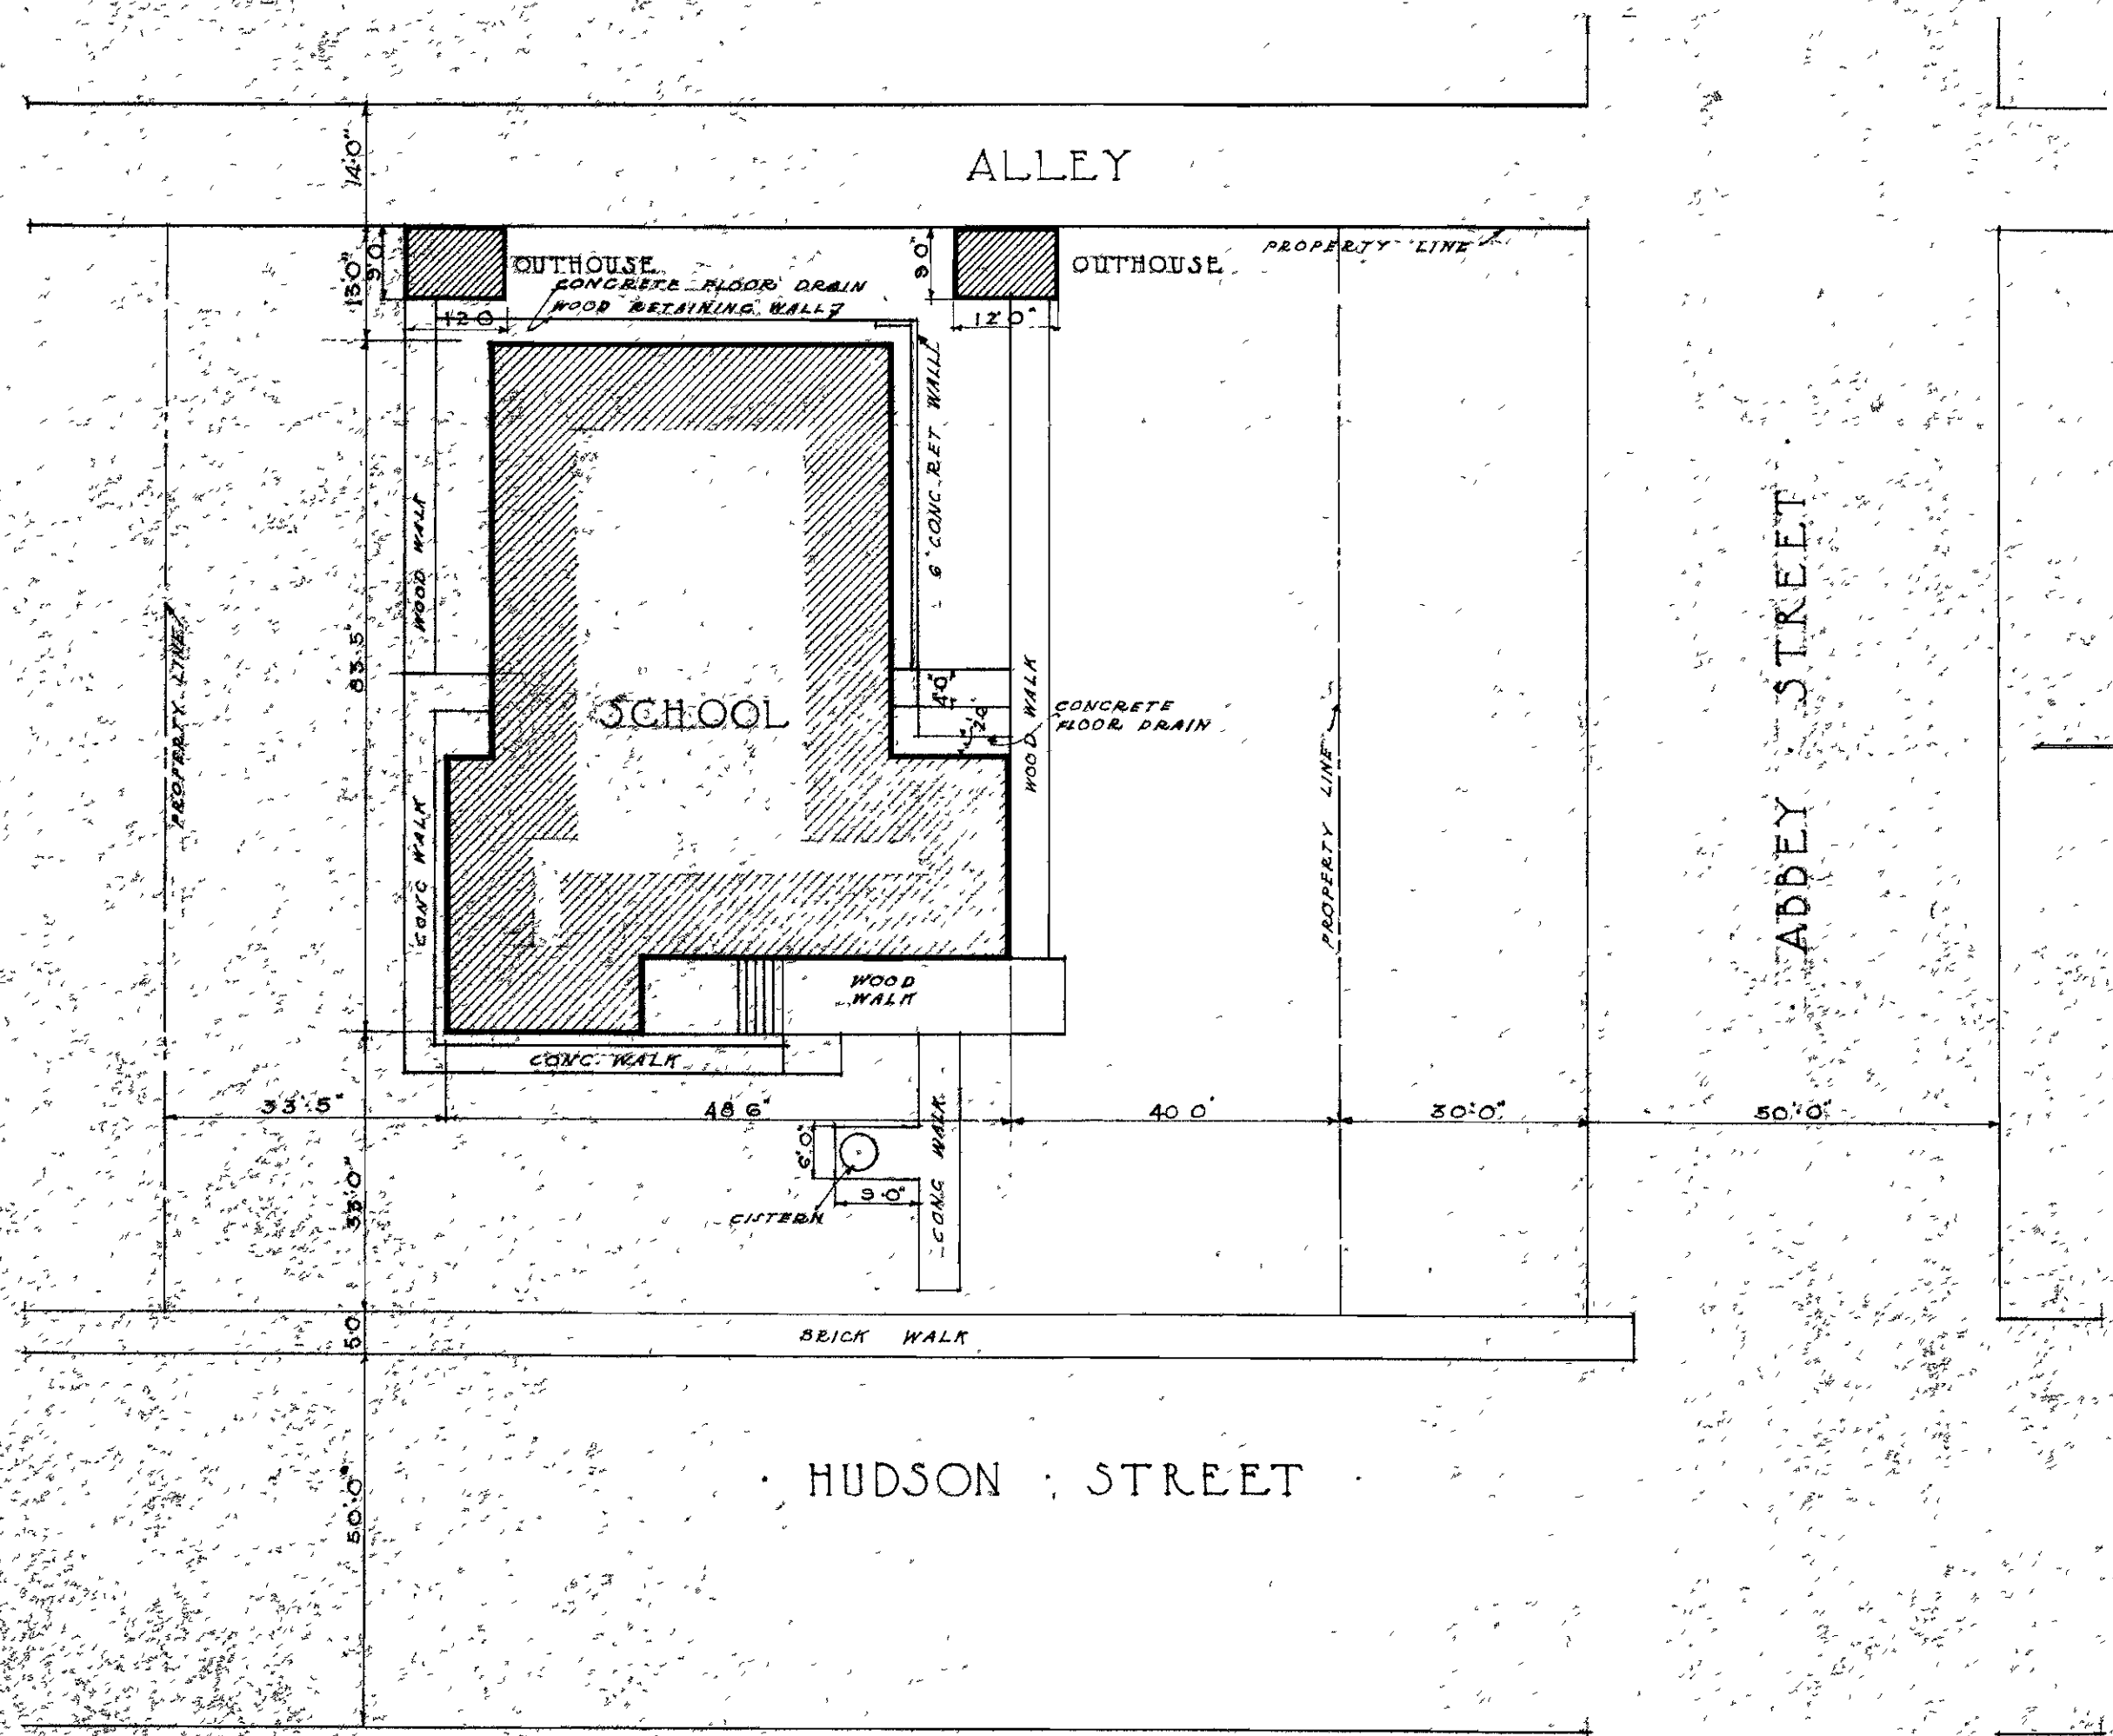 ALLEY
14'0"
OUTHOUSE
OUTHOUSE
PROPERTY LINE
9'0"
9'0"
13'0"
CONCRETE FLOOR DRAIN
WOOD RETAINING WALL
12'0
12'0"
6" CONC. RET WALL
WOOD WALK
83'.5"
PROPERTY LINE
SCHOOL
4'0"
2'0"
WOOD WALK
CONCRETE
FLOOR DRAIN
PROPERTY LINE
ABBEY STREET
CONC WALK
WOOD
WALK
CONC. WALK
33'.5"
48'6"
40'0"
30'0"
50'.0"
6'.0"
9'.0"
CISTERN
CONC WALK
33'0"
5'0"
BRICK WALK
HUDSON STREET
50'.0"